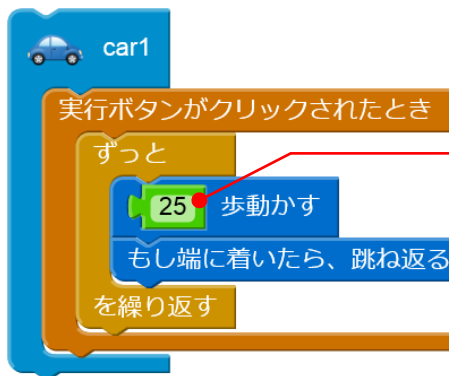 car1
実行ボタンがクリックされたとき
ずっと
25 歩動かす
もし端に着いたら、跳ね返る
を繰り返す